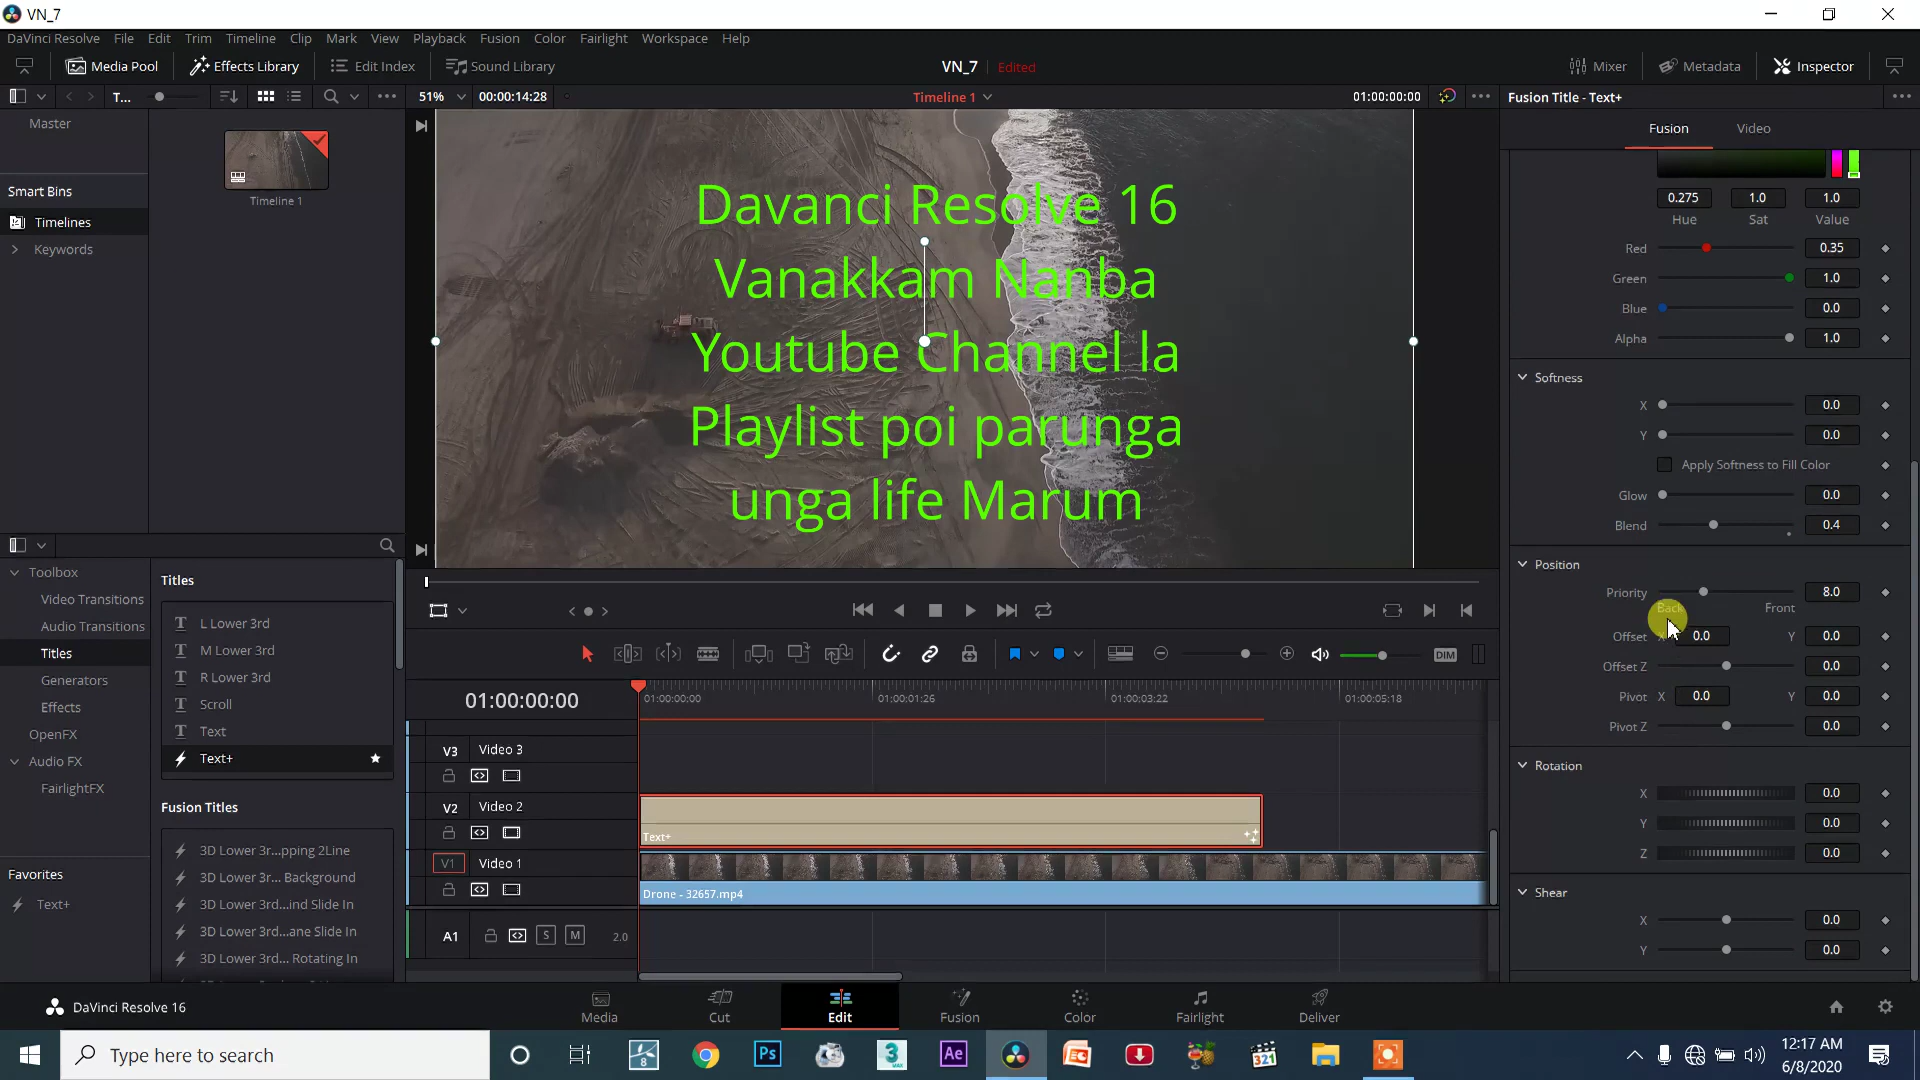 VN_7
DaVinci Resolve File Edit Trim Timeline Clip Mark View Playback Fusion Color Fairlight Workspace Help
Media Pool Effects Library Edit Index Sound Library VN_7 Edited Mixer Metadata Inspector
T... 51% 00:00:14:28 Timeline 1 01:00:00:00 Fusion Title - Text+
Master
Timeline 1
Smart Bins
Timelines
Keywords
Davanci Resolve 16
Vanakkam Nanba
Youtube Channel la
Playlist poi parunga
unga life Marum
Fusion Video
0.275 1.0 1.0
Hue Sat Value
Red 0.35
Green 1.0
Blue 0.0
Alpha 1.0
Softness
X 0.0
Y 0.0
Apply Softness to Fill Color
Glow 0.0
Blend 0.4
Position
Priority 8.0
Back Front
Offset X 0.0 Y 0.0
Offset Z 0.0
Pivot X 0.0 Y 0.0
Pivot Z 0.0
Rotation
X 0.0
Y 0.0
Z 0.0
Shear
X 0.0
Y 0.0
Toolbox
Video Transitions
Audio Transitions
Titles
Generators
Effects
OpenFX
Audio FX
FairlightFX
Favorites
Text+
Titles
L Lower 3rd
M Lower 3rd
R Lower 3rd
Scroll
Text
Text+
Fusion Titles
3D Lower 3r...pping 2Line
3D Lower 3r... Background
3D Lower 3rd...ind Slide In
3D Lower 3rd...ane Slide In
3D Lower 3rd... Rotating In
DIM
01:00:00:00 01:00:00:00 01:00:01:26 01:00:03:22 01:00:05:18
V3 Video 3
V2 Video 2
Text+
V1 Video 1
Drone - 32657.mp4
A1 S M 2.0
DaVinci Resolve 16 Media Cut Edit Fusion Color Fairlight Deliver
Type here to search
Ps
Ae
321
12:17 AM
6/8/2020